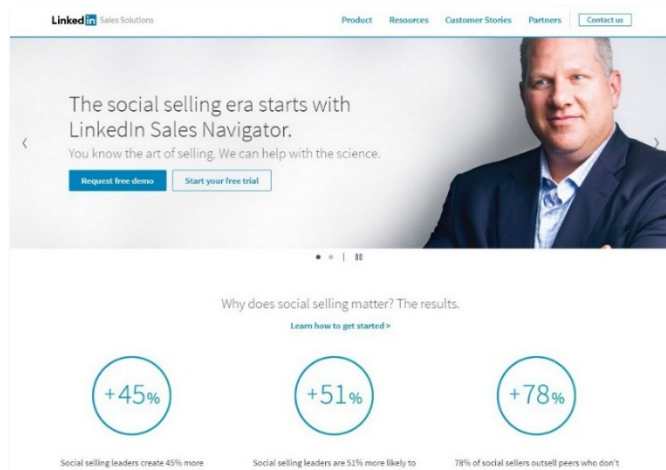 Linked in Sales Solutions
Product Resources Customer Stories Partners Contact us
The social selling era starts with
LinkedIn Sales Navigator.
You know the art of selling. We can help with the science.
Request free demo Start your free trial
Why does social selling matter? The results.
Learn how to get started >
+45% +51% +78%
Social selling leaders create 45% more Social selling leaders are 51% more likely to 78% of social sellers outsell peers who don't